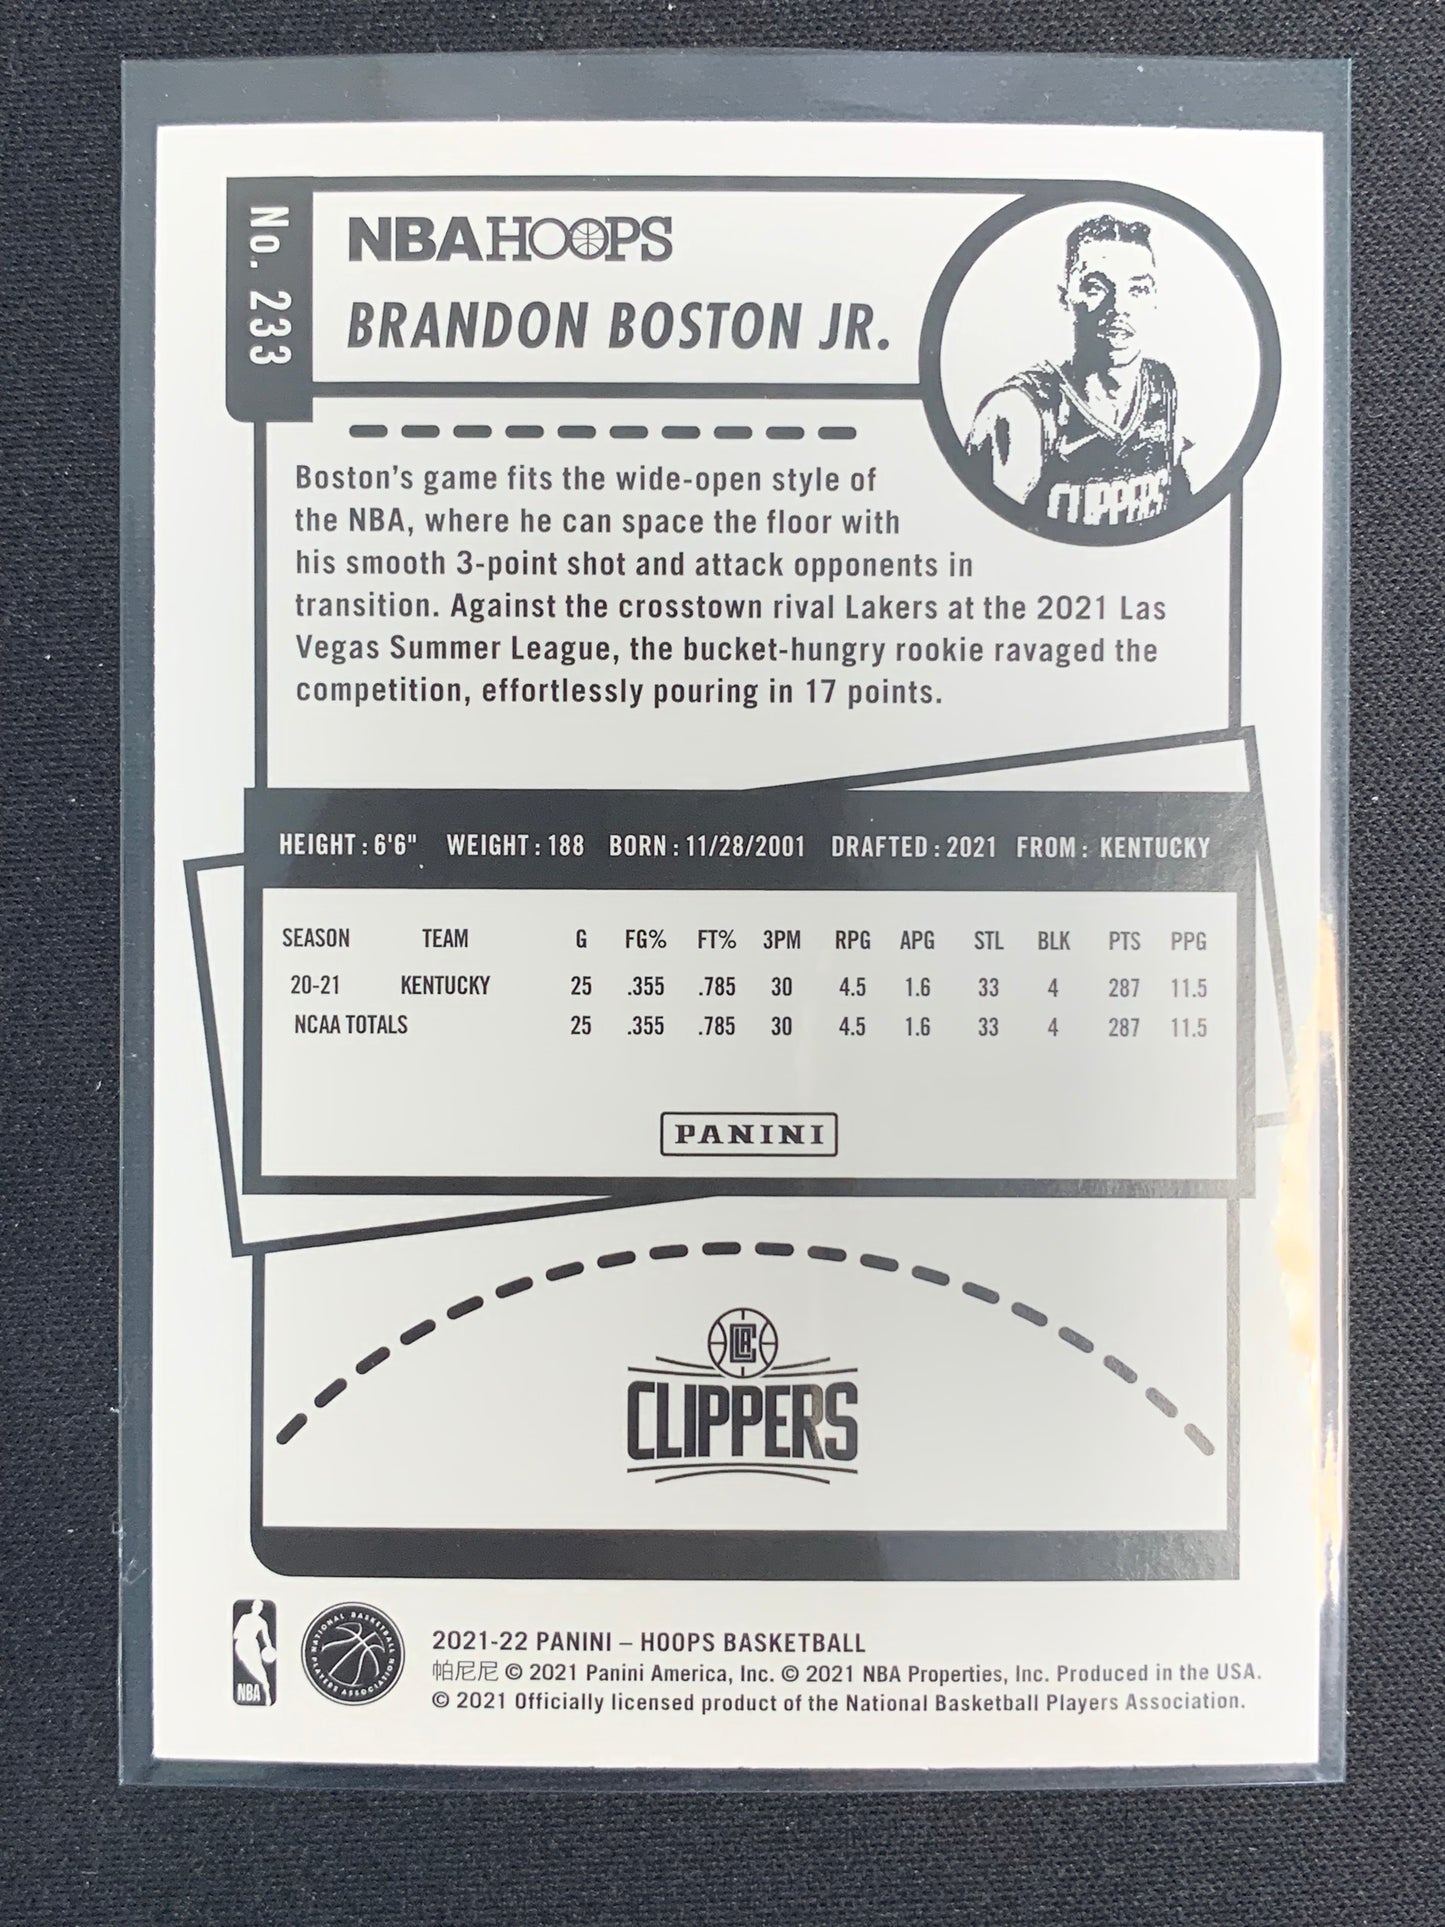 No. 233
NBA HOOPS
BRANDON BOSTON JR.
CLIPPERS
Boston's game fits the wide-open style of
the NBA, where he can space the floor with
his smooth 3-point shot and attack opponents in
transition. Against the crosstown rival Lakers at the 2021 Las
Vegas Summer League, the bucket-hungry rookie ravaged the
competition, effortlessly pouring in 17 points.
HEIGHT : 6'6" WEIGHT : 188 BORN : 11/28/2001 DRAFTED : 2021 FROM : KENTUCKY
SEASON TEAM G FG% FT% 3PM RPG APG STL BLK PTS PPG
20-21 KENTUCKY 25 .355 .785 30 4.5 1.6 33 4 287 11.5
NCAA TOTALS 25 .355 .785 30 4.5 1.6 33 4 287 11.5
PANINI
LAC
CLIPPERS
NBA
NATIONAL BASKETBALL PLAYERS ASSOCIATION
2021-22 PANINI – HOOPS BASKETBALL
帕尼尼 © 2021 Panini America, Inc. © 2021 NBA Properties, Inc. Produced in the USA.
© 2021 Officially licensed product of the National Basketball Players Association.